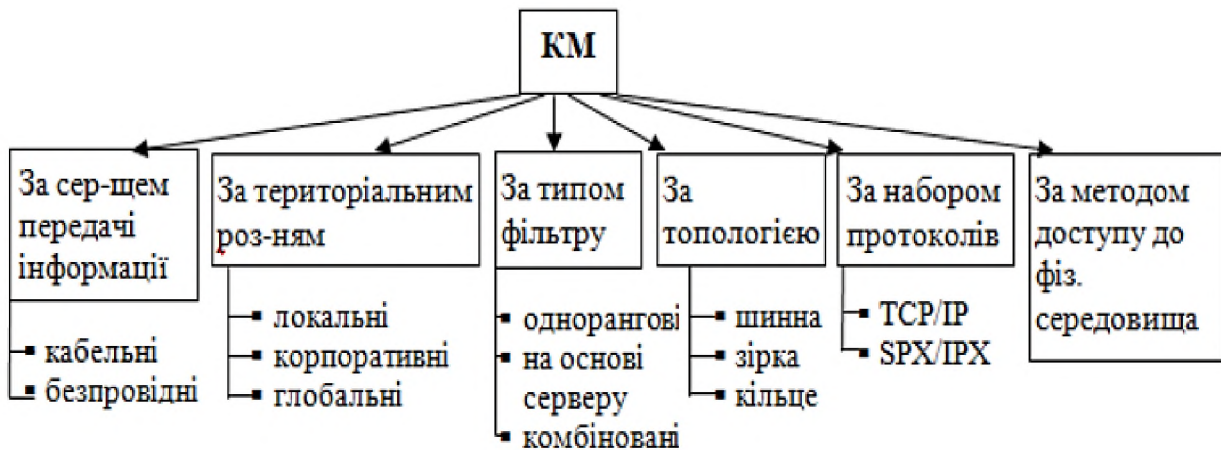 КМ
За сер-щем
передачі
інформації
кабельні
безпровідні
За територіальним
роз-ням
локальні
корпоративні
глобальні
За типом
фільтру
однорангові
на основі
серверу
комбіновані
За
топологією
шинна
зірка
кільце
За набором
протоколів
TCP/IP
SPX/IPX
За методом
доступу до
фіз.
середовища